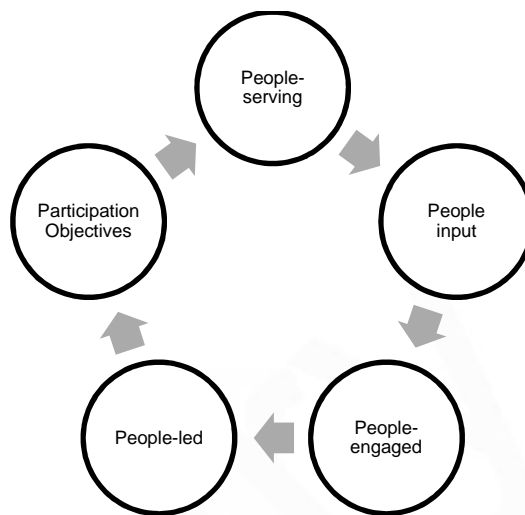 People-
serving
People
input
People-
engaged
People-led
Participation
Objectives